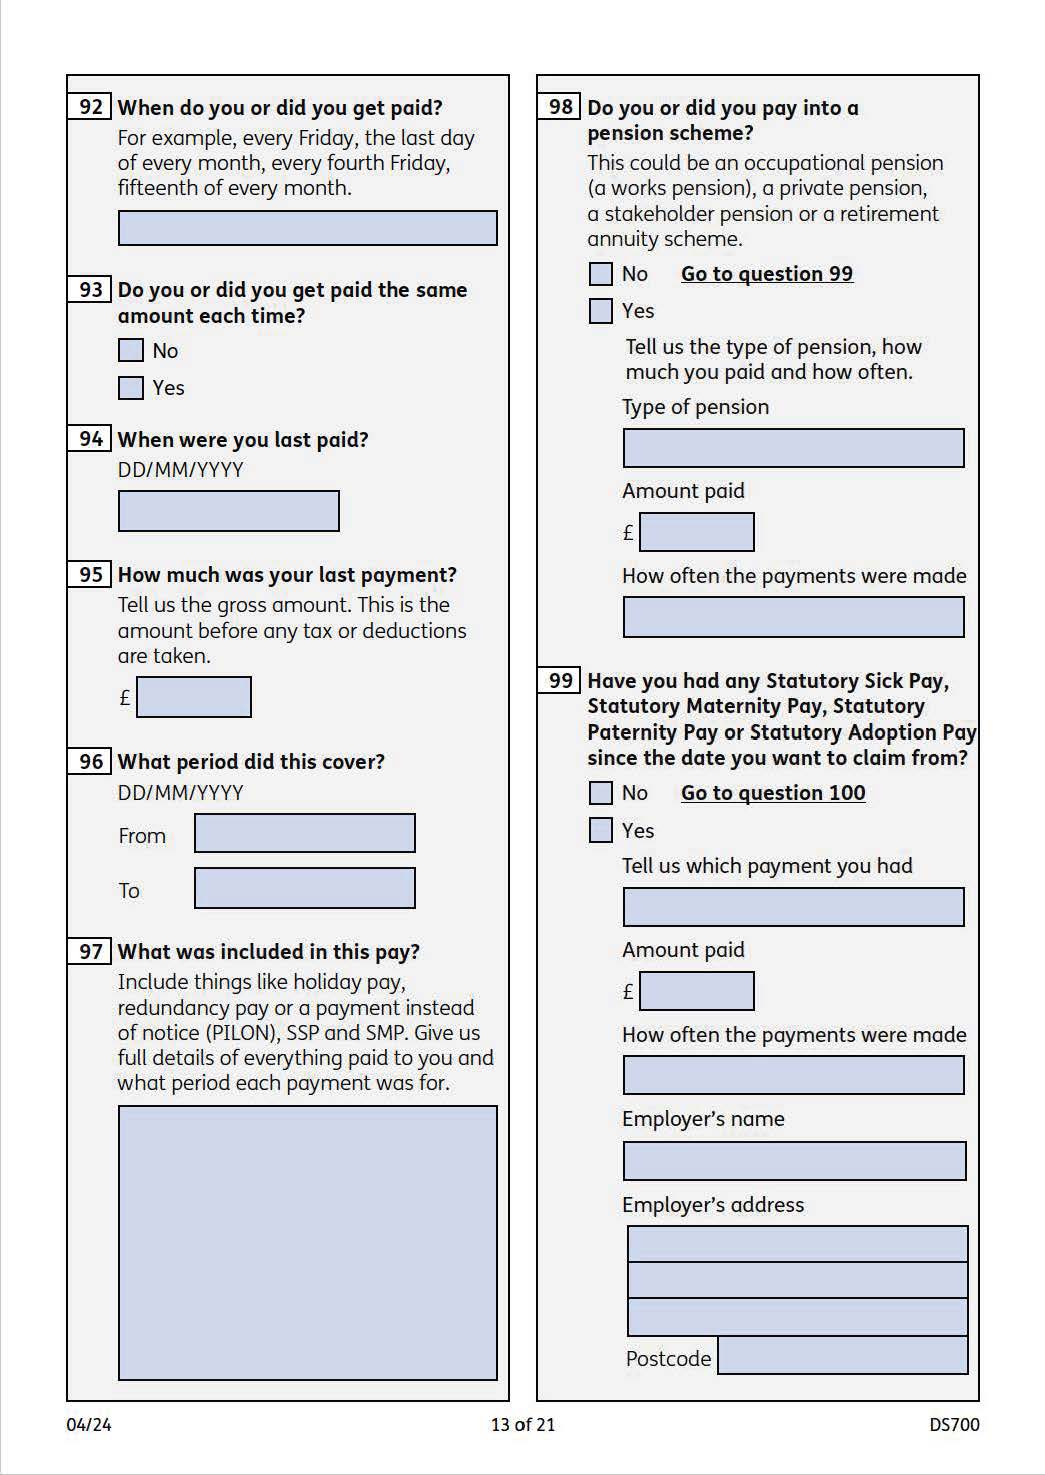 92 When do you or did you get paid?
For example, every Friday, the last day
of every month, every fourth Friday,
fifteenth of every month.
93 Do you or did you get paid the same
amount each time?
No
Yes
94 When were you last paid?
DD/MM/YYYY
95 How much was your last payment?
Tell us the gross amount. This is the
amount before any tax or deductions
are taken.
£
96 What period did this cover?
DD/MM/YYYY
From
To
97 What was included in this pay?
Include things like holiday pay,
redundancy pay or a payment instead
of notice (PILON), SSP and SMP. Give us
full details of everything paid to you and
what period each payment was for.
98 Do you or did you pay into a
pension scheme?
This could be an occupational pension
(a works pension), a private pension,
a stakeholder pension or a retirement
annuity scheme.
No Go to question 99
Yes
Tell us the type of pension, how
much you paid and how often.
Type of pension
Amount paid
£
How often the payments were made
99 Have you had any Statutory Sick Pay,
Statutory Maternity Pay, Statutory
Paternity Pay or Statutory Adoption Pay
since the date you want to claim from?
No Go to question 100
Yes
Tell us which payment you had
Amount paid
£
How often the payments were made
Employer’s name
Employer’s address
Postcode
04/24 13 of 21 DS700